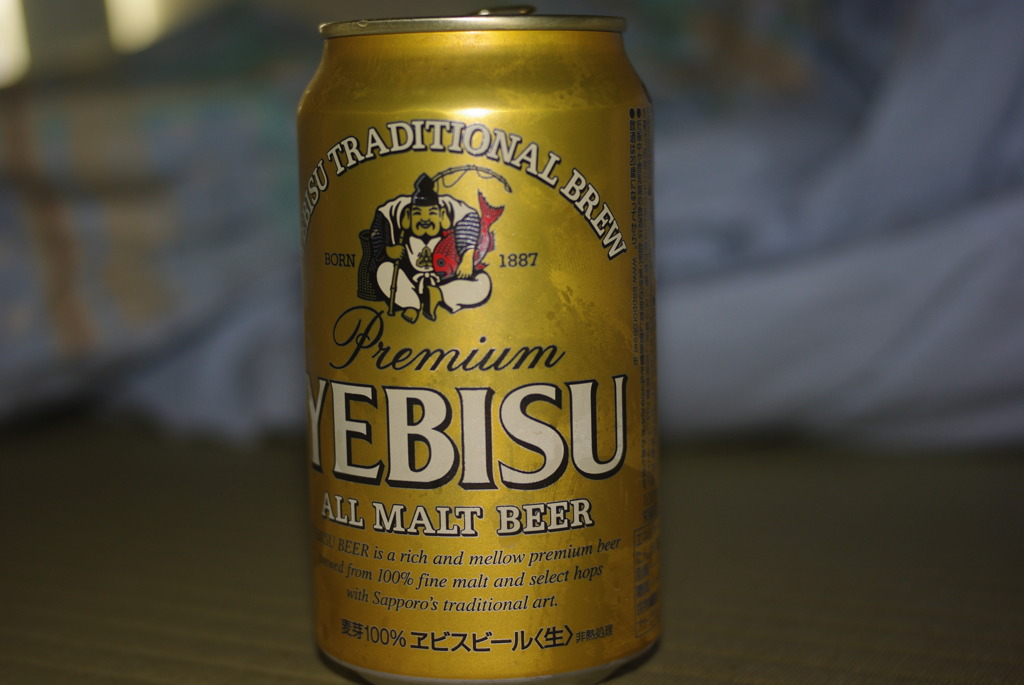 TRADITIONAL BREW
BORN 1887
Premium
YEBISU
ALL MALT BEER
BEER is a rich and mellow premium beer
from 100% fine malt and select hops
with Sapporo's traditional art.
麦芽100% ヱビスビール〈生〉非熱処理